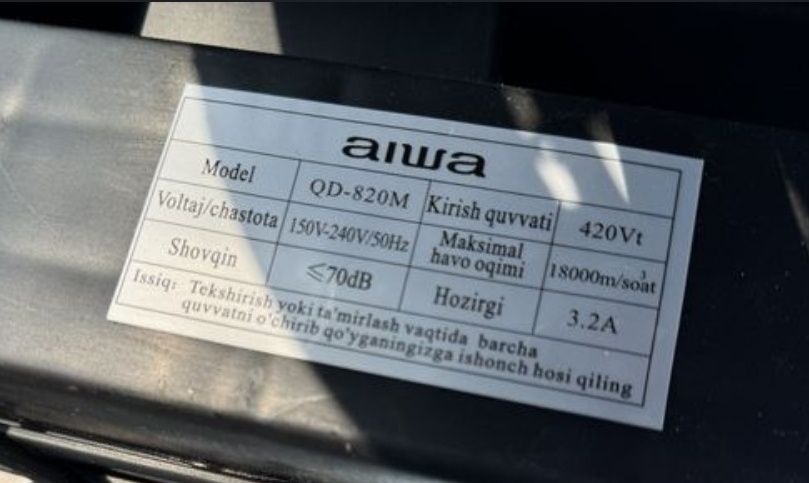 aiwa
Model QD-820M Kirish quvvati 420Vt
Voltaj/chastota 150V-240V/50Hz Maksimal havo oqimi 18000m³/soat
Shovqin ≤70dB Hozirgi 3.2A
Issiq: Tekshirish yoki ta'mirlash vaqtida barcha
quvvatni o'chirib qo'yganingizga ishonch hosi qiling